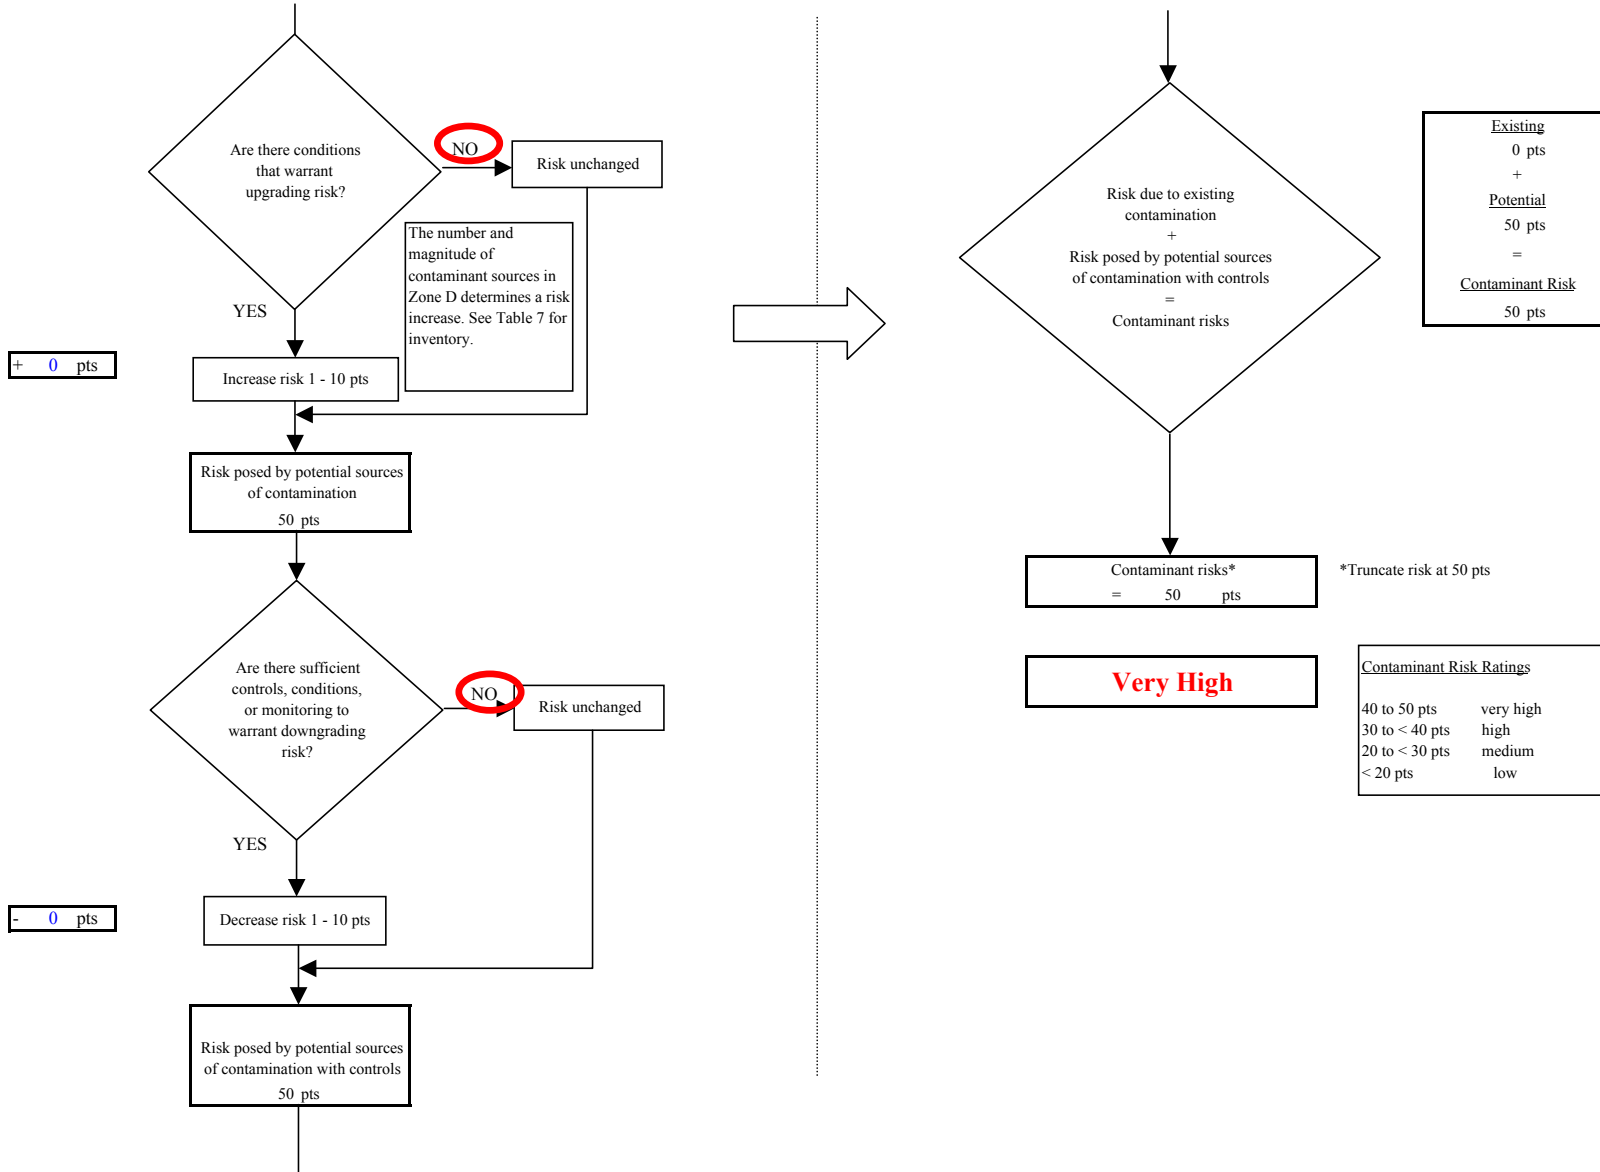 Are there conditions
that warrant
upgrading risk?
NO
Risk unchanged
The number and
magnitude of
contaminant sources in
Zone D determines a risk
increase. See Table 7 for
inventory.
YES
+ 0 pts
Increase risk 1 - 10 pts
Risk posed by potential sources
of contamination
50 pts
Are there sufficient
controls, conditions,
or monitoring to
warrant downgrading
risk?
NO
Risk unchanged
YES
- 0 pts
Decrease risk 1 - 10 pts
Risk posed by potential sources
of contamination with controls
50 pts
Risk due to existing
contamination
+
Risk posed by potential sources
of contamination with controls
=
Contaminant risks
Existing
0 pts
+
Potential
50 pts
=
Contaminant Risk
50 pts
Contaminant risks*
= 50 pts
*Truncate risk at 50 pts
Very High
Contaminant Risk Ratings
40 to 50 pts very high
30 to < 40 pts high
20 to < 30 pts medium
< 20 pts low